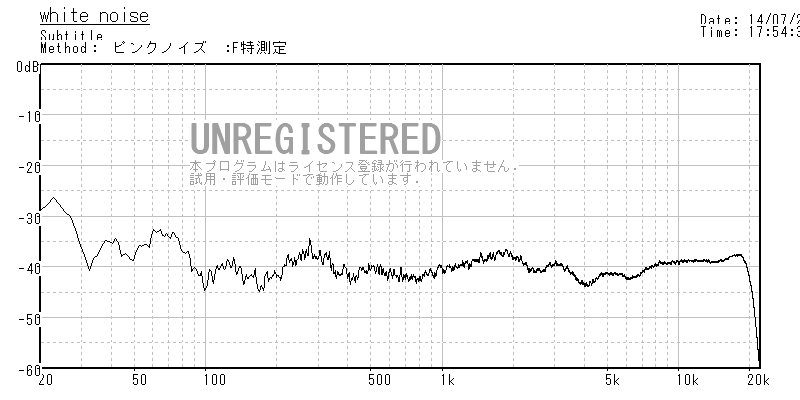 white noise
Subtitle
Method: ピンクノイズ :F特測定
Date: 14/07/2
Time: 17:54:3
0dB
-10
-20
-30
-40
-50
-60
UNREGISTERED
本プログラムはライセンス登録が行われていません.
試用・評価モードで動作しています.
20 50 100 500 1k 5k 10k 20k